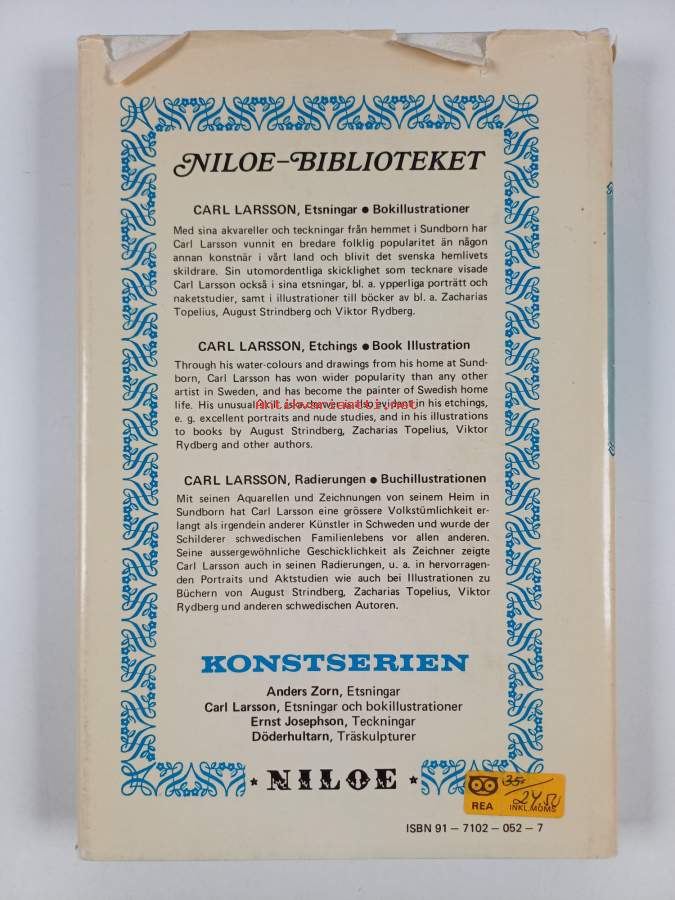 NILOE-BIBLIOTEKET
CARL LARSSON, Etsningar ● Bokillustrationer
Med sina akvareller och teckningar från hemmet i Sundborn har
Carl Larsson vunnit en bredare folklig popularitet än någon
annan konstnär i vårt land och blivit det svenska hemlivets
skildrare. Sin utomordentliga skicklighet som tecknare visade
Carl Larsson också i sina etsningar, bl. a. ypperliga porträtt och
naketstudier, samt i illustrationer till böcker av bl. a. Zacharias
Topelius, August Strindberg och Viktor Rydberg.
CARL LARSSON, Etchings ● Book Illustration
Through his water-colours and drawings from his home at Sund-
born, Carl Larsson has won wider popularity than any other
artist in Sweden, and has become the painter of Swedish home
life. His unusual skill as draw is evident in his etchings,
e. g. excellent portraits and nude studies, and in his illustrations
to books by August Strindberg, Zacharias Topelius, Viktor
Rydberg and other authors.
CARL LARSSON, Radierungen ● Buchillustrationen
Mit seinen Aquarellen und Zeichnungen von seinem Heim in
Sundborn hat Carl Larsson eine grössere Volkstümlichkeit er-
langt als irgendein anderer Künstler in Schweden und wurde der
Schilderer schwedischen Familienlebens vor allen anderen.
Seine aussergewöhnliche Geschicklichkeit als Zeichner zeigte
Carl Larsson auch in seinen Radierungen, u. a. in hervorragen-
den Portraits und Aktstudien wie auch bei Illustrationen zu
Büchern von August Strindberg, Zacharias Topelius, Viktor
Rydberg und anderen schwedischen Autoren.
KONSTSERIEN
Anders Zorn, Etsningar
Carl Larsson, Etsningar och bokillustrationer
Ernst Josephson, Teckningar
Döderhultarn, Träskulpturer
★ NILOE ★
35
24,50
REA INKL.MOMS
ISBN 91 – 7102 – 052 – 7